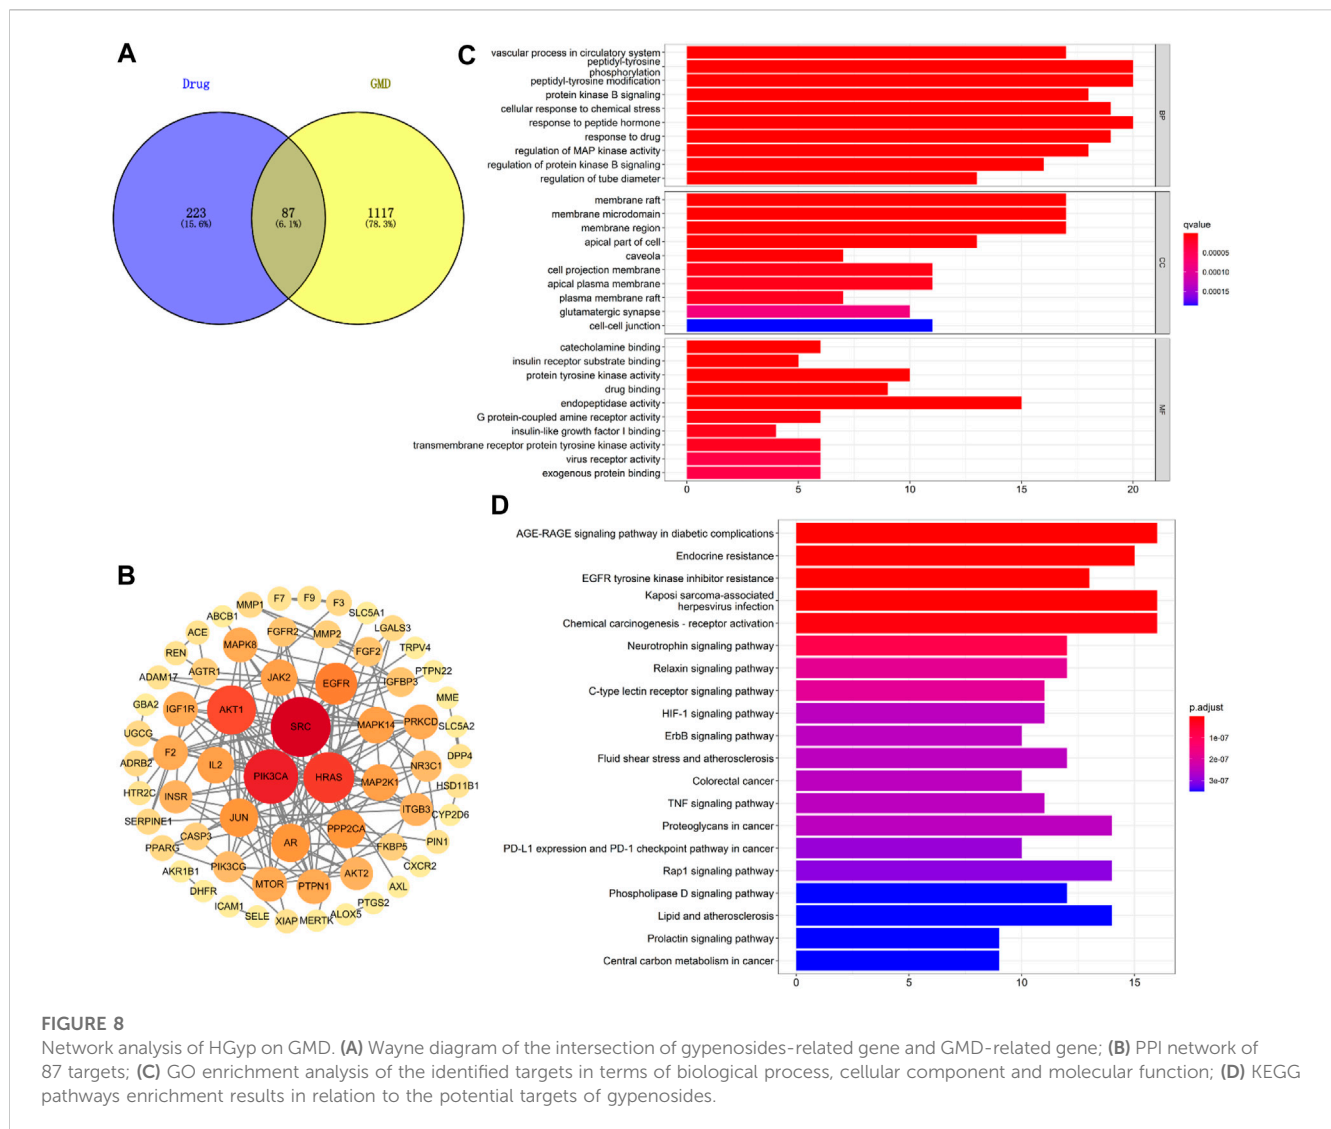 A
Drug
GMD
223
(15.6%)
87
(6.1%)
1117
(78.3%)
B
F7
F9
F3
MMP1
SLC5A1
ABCB1
FGFR2
MMP2
LGALS3
ACE
MAPK8
FGF2
TRPV4
REN
AGTR1
JAK2
EGFR
IGFBP3
PTPN22
ADAM17
MME
GBA2
IGF1R
AKT1
SRC
MAPK14
PRKCD
SLC5A2
UGCG
F2
DPP4
ADRB2
IL2
PIK3CA
HRAS
MAP2K1
NR3C1
HSD11B1
HTR2C
INSR
ITGB3
CYP2D6
SERPINE1
JUN
PPP2CA
PIN1
PPARG
CASP3
AR
FKBP5
CXCR2
AKR1B1
PIK3CG
MTOR
PTPN1
AKT2
AXL
DHFR
PTGS2
ICAM1
SELE
XIAP
MERTK
ALOX5
C
vascular process in circulatory system
peptidyl-tyrosine
phosphorylation
peptidyl-tyrosine modification
protein kinase B signaling
cellular response to chemical stress
response to peptide hormone
response to drug
regulation of MAP kinase activity
regulation of protein kinase B signaling
regulation of tube diameter
BP
membrane raft
membrane microdomain
membrane region
apical part of cell
caveola
cell projection membrane
apical plasma membrane
plasma membrane raft
glutamatergic synapse
cell-cell junction
CC
catecholamine binding
insulin receptor substrate binding
protein tyrosine kinase activity
drug binding
endopeptidase activity
G protein-coupled amine receptor activity
insulin-like growth factor I binding
transmembrane receptor protein tyrosine kinase activity
virus receptor activity
exogenous protein binding
MF
0 5 10 15 20
qvalue
0.00005
0.00010
0.00015
D
AGE-RAGE signaling pathway in diabetic complications
Endocrine resistance
EGFR tyrosine kinase inhibitor resistance
Kaposi sarcoma-associated
herpesvirus infection
Chemical carcinogenesis - receptor activation
Neurotrophin signaling pathway
Relaxin signaling pathway
C-type lectin receptor signaling pathway
HIF-1 signaling pathway
ErbB signaling pathway
Fluid shear stress and atherosclerosis
Colorectal cancer
TNF signaling pathway
Proteoglycans in cancer
PD-L1 expression and PD-1 checkpoint pathway in cancer
Rap1 signaling pathway
Phospholipase D signaling pathway
Lipid and atherosclerosis
Prolactin signaling pathway
Central carbon metabolism in cancer
0 5 10 15
p.adjust
1e-07
2e-07
3e-07
FIGURE 8
Network analysis of HGyp on GMD. (A) Wayne diagram of the intersection of gypenosides-related gene and GMD-related gene; (B) PPI network of
87 targets; (C) GO enrichment analysis of the identified targets in terms of biological process, cellular component and molecular function; (D) KEGG
pathways enrichment results in relation to the potential targets of gypenosides.